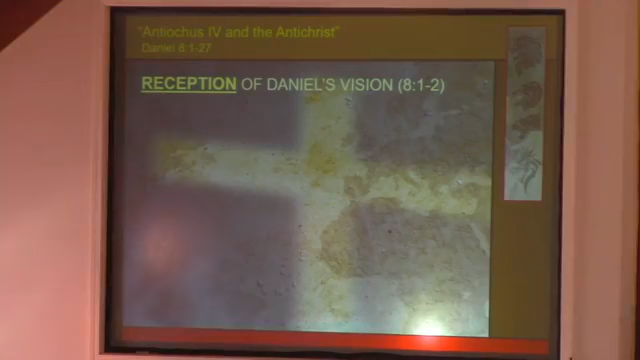 "Antiochus IV and the Antichrist"
Daniel 8:1-27
RECEPTION OF DANIEL'S VISION (8:1-2)